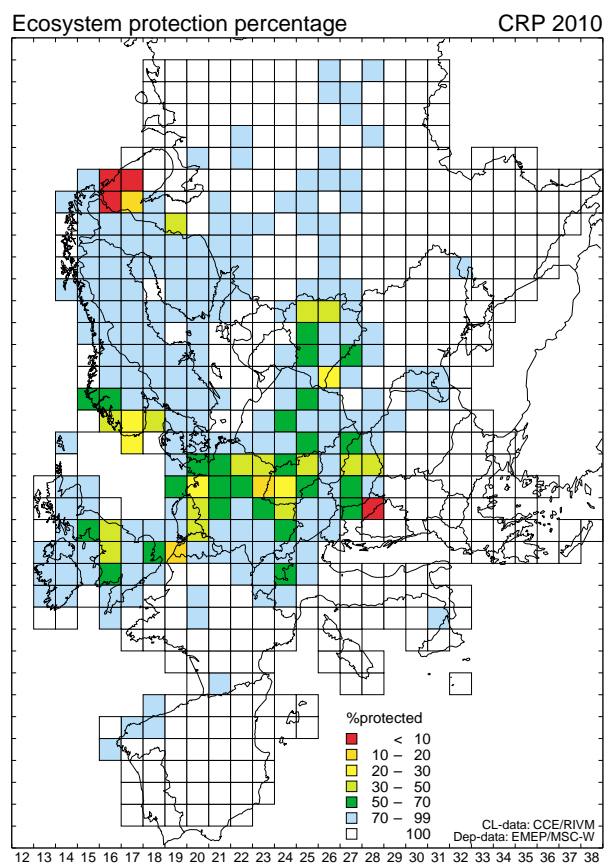 Ecosystem protection percentage CRP 2010
%protected
< 10
10 – 20
20 – 30
30 – 50
50 – 70
70 – 99
100
CL-data: CCE/RIVM
Dep-data: EMEP/MSC-W
12 13 14 15 16 17 18 19 20 21 22 23 24 25 26 27 28 29 30 31 32 33 34 35 36 37 38